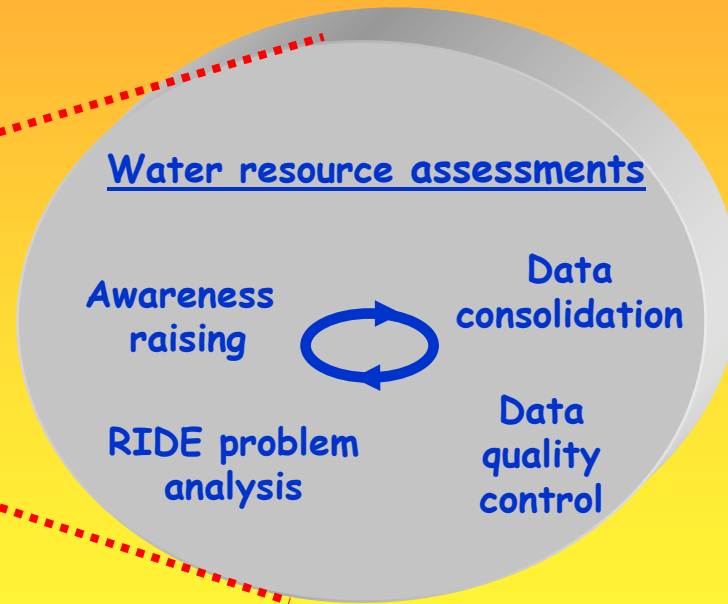 Water resource assessments
Awareness
raising
Data
consolidation
RIDE problem
analysis
Data
quality
control